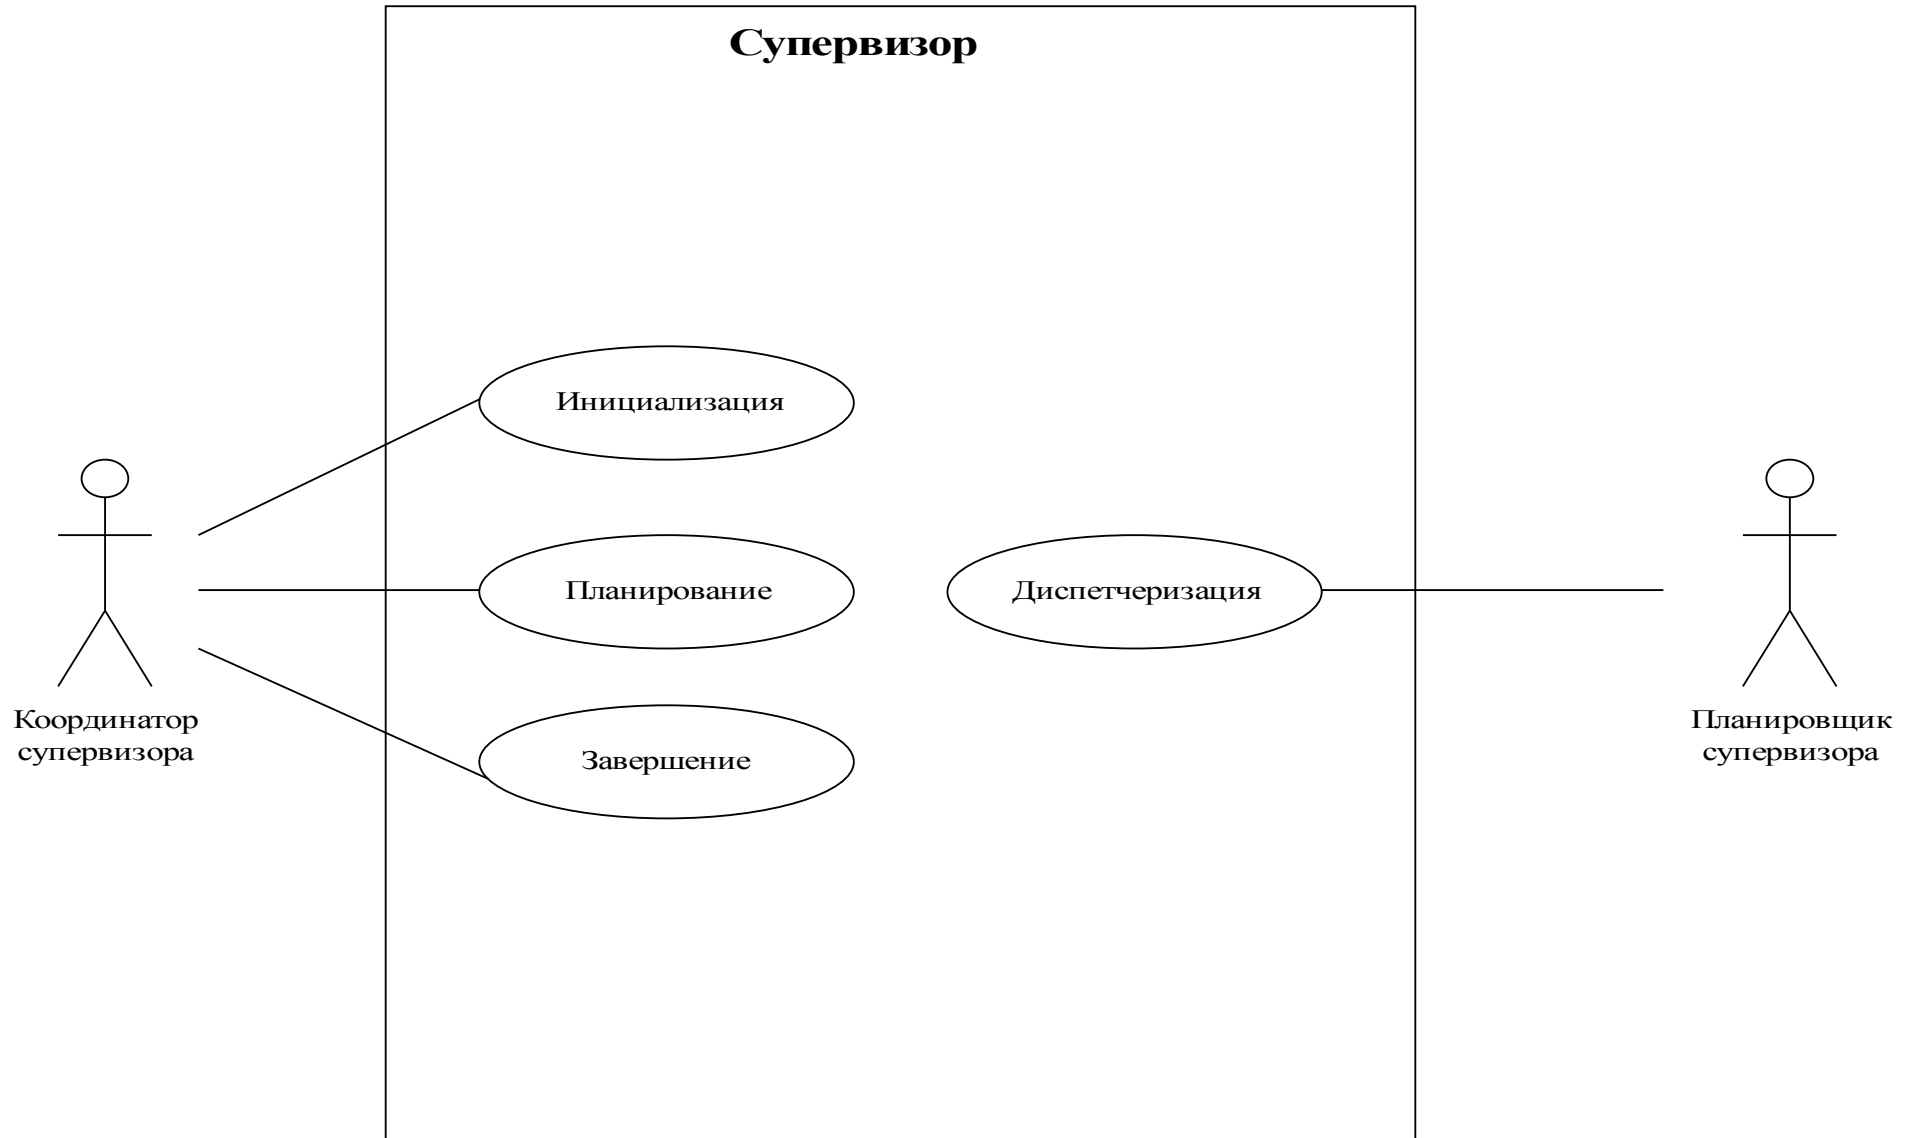 Супервизор
Инициализация
Планирование
Диспетчеризация
Завершение
Координатор
супервизора
Планировщик
супервизора